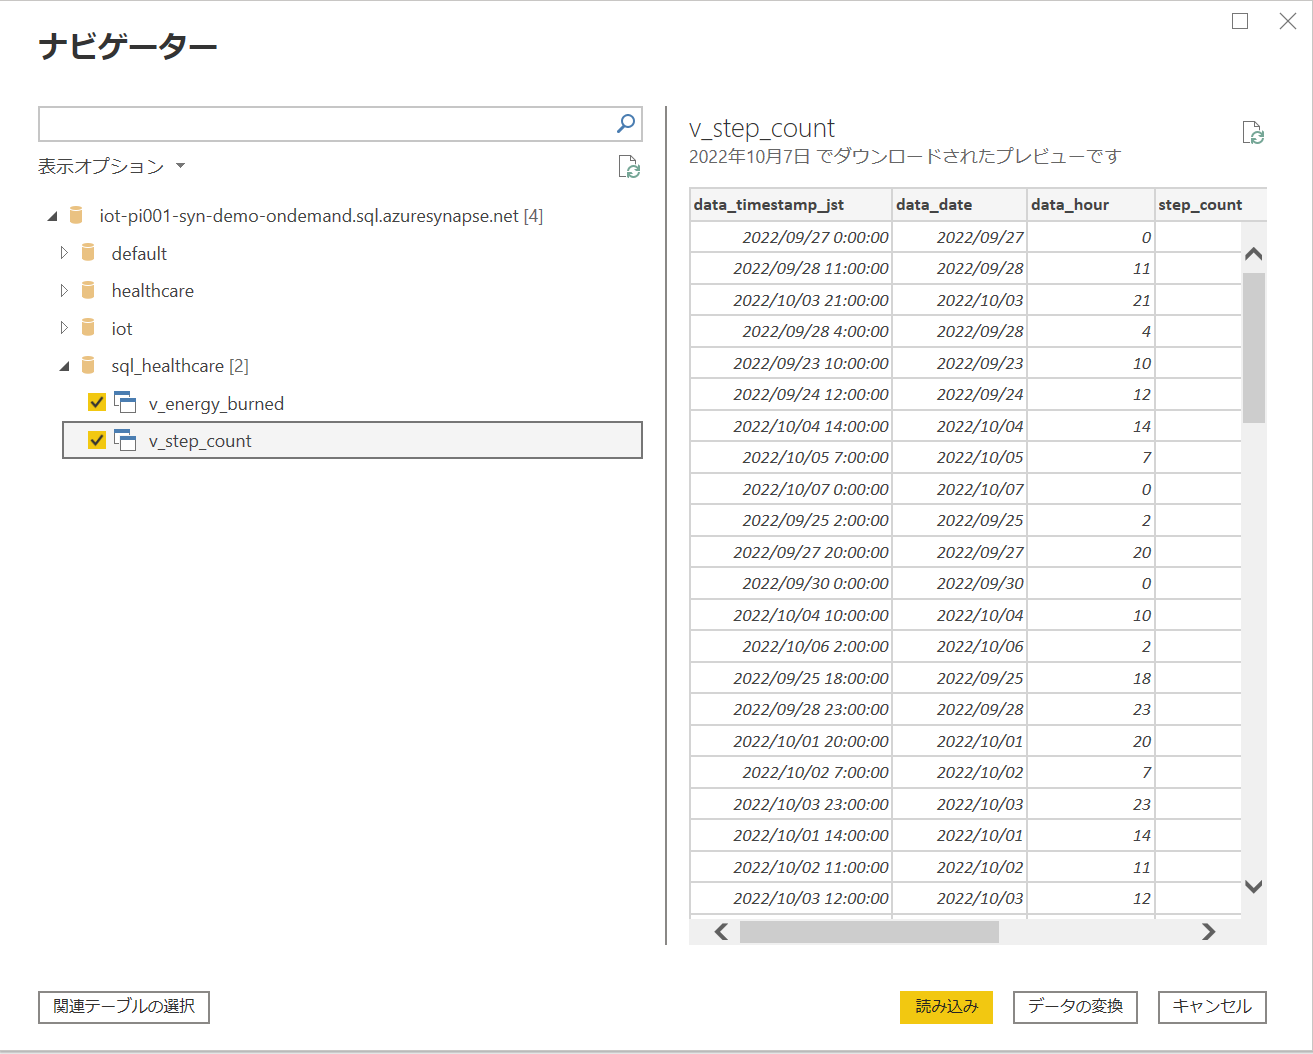 ナビゲーター
表示オプション
iot-pi001-syn-demo-ondemand.sql.azuresynapse.net [4]
default
healthcare
iot
sql_healthcare [2]
v_energy_burned
v_step_count
v_step_count
2022年10月7日 でダウンロードされたプレビューです
data_timestamp_jst data_date data_hour step_count
2022/09/27 0:00:00 2022/09/27 0
2022/09/28 11:00:00 2022/09/28 11
2022/10/03 21:00:00 2022/10/03 21
2022/09/28 4:00:00 2022/09/28 4
2022/09/23 10:00:00 2022/09/23 10
2022/09/24 12:00:00 2022/09/24 12
2022/10/04 14:00:00 2022/10/04 14
2022/10/05 7:00:00 2022/10/05 7
2022/10/07 0:00:00 2022/10/07 0
2022/09/25 2:00:00 2022/09/25 2
2022/09/27 20:00:00 2022/09/27 20
2022/09/30 0:00:00 2022/09/30 0
2022/10/04 10:00:00 2022/10/04 10
2022/10/06 2:00:00 2022/10/06 2
2022/09/25 18:00:00 2022/09/25 18
2022/09/28 23:00:00 2022/09/28 23
2022/10/01 20:00:00 2022/10/01 20
2022/10/02 7:00:00 2022/10/02 7
2022/10/03 23:00:00 2022/10/03 23
2022/10/01 14:00:00 2022/10/01 14
2022/10/02 11:00:00 2022/10/02 11
2022/10/03 12:00:00 2022/10/03 12
関連テーブルの選択 読み込み データの変換 キャンセル